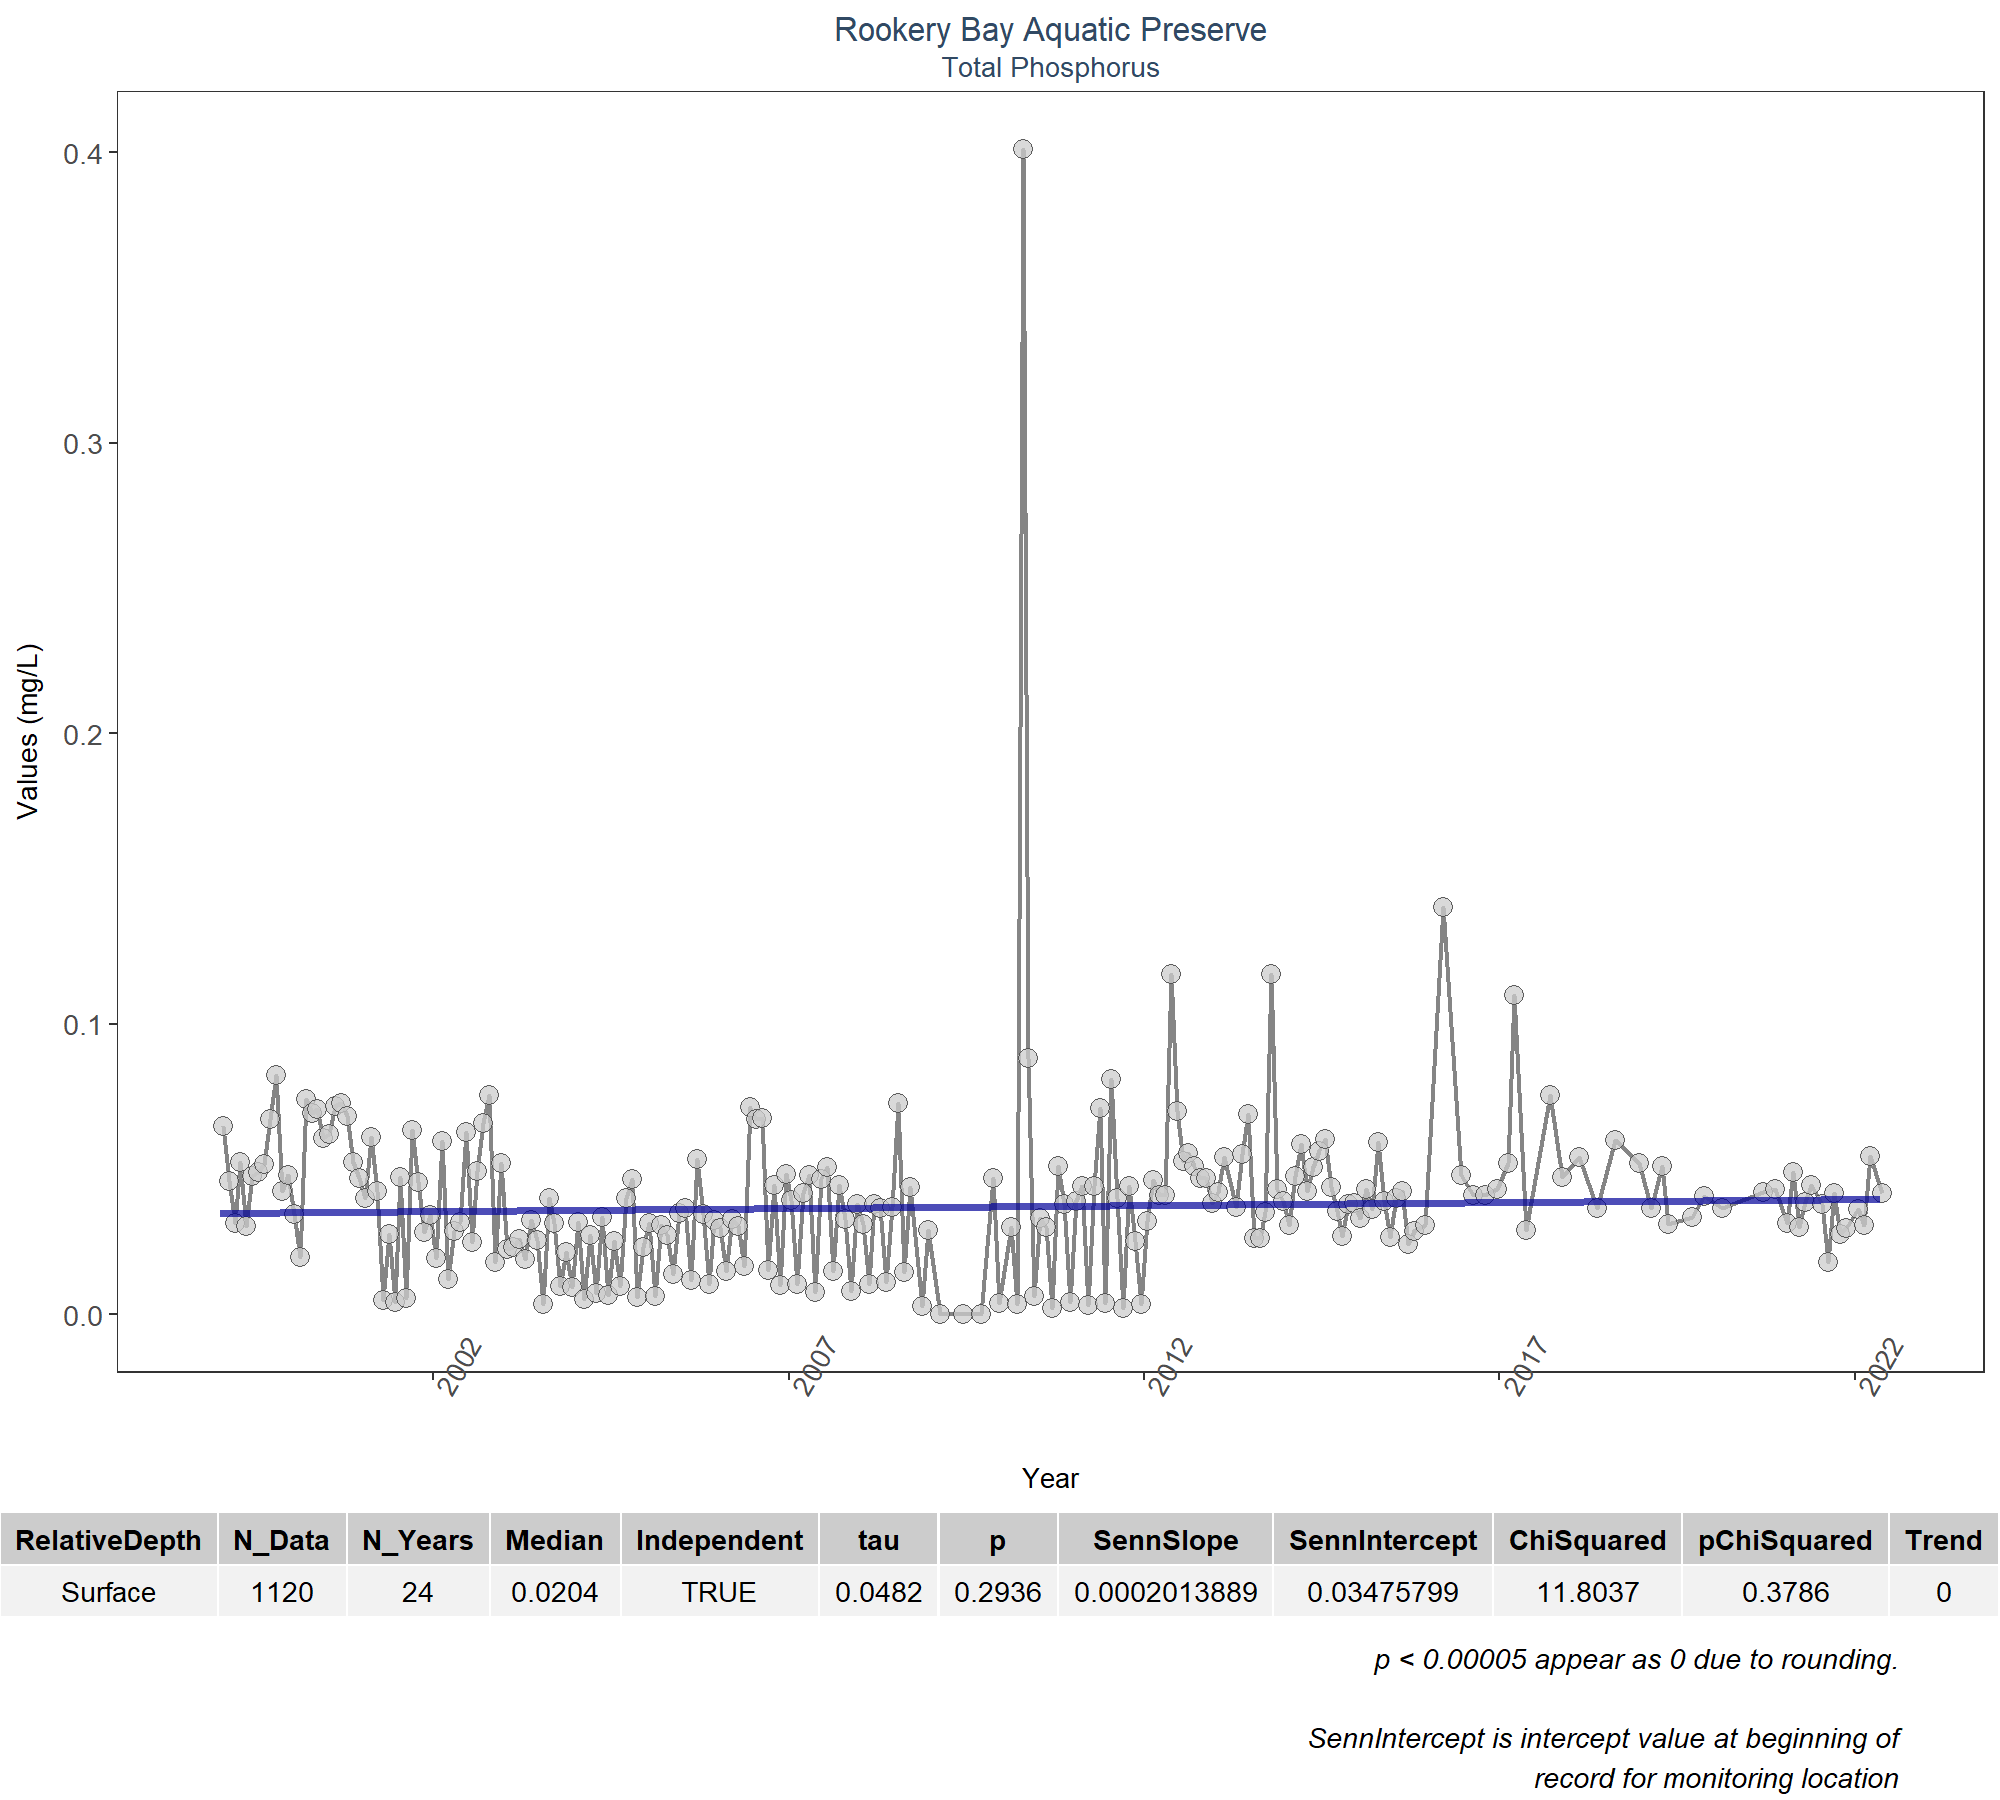 Rookery Bay Aquatic Preserve
Total Phosphorus
Values (mg/L)
0.4
0.3
0.2
0.1
0.0
2002
2007
2012
2017
2022
Year
RelativeDepth N_Data N_Years Median Independent tau p SennSlope SennIntercept ChiSquared pChiSquared Trend
Surface 1120 24 0.0204 TRUE 0.0482 0.2936 0.0002013889 0.03475799 11.8037 0.3786 0
p < 0.00005 appear as 0 due to rounding.
SennIntercept is intercept value at beginning of
record for monitoring location